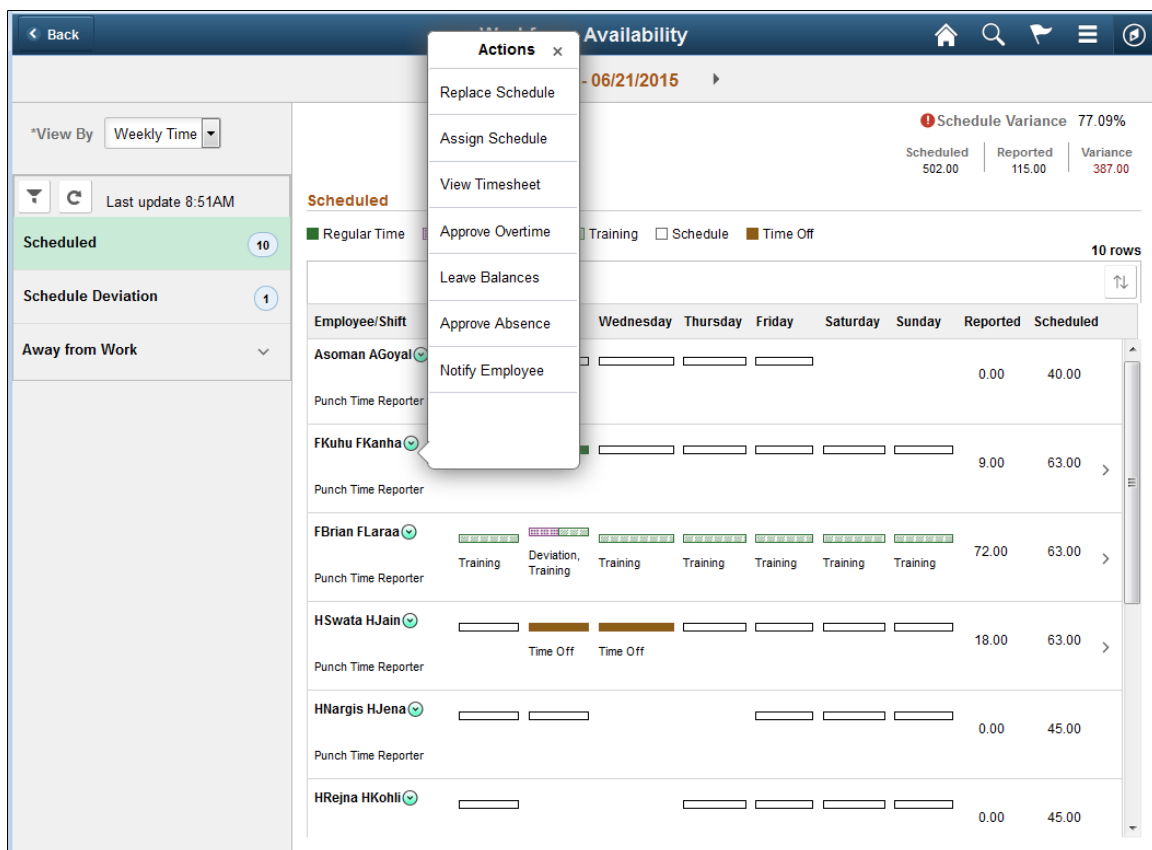 Back
Availability
Actions ×
- 06/21/2015
Replace Schedule
Assign Schedule
View Timesheet
Approve Overtime
Leave Balances
Approve Absence
Notify Employee
*View By Weekly Time
Last update 8:51AM
Scheduled 10
Schedule Deviation 1
Away from Work
Schedule Variance 77.09%
Scheduled Reported Variance
502.00 115.00 387.00
Scheduled
Regular Time Training Schedule Time Off
10 rows
Employee/Shift Wednesday Thursday Friday Saturday Sunday Reported Scheduled
Asoman AGoyal
0.00 40.00
Punch Time Reporter
FKuhu FKanha
9.00 63.00
Punch Time Reporter
FBrian FLaraa
72.00 63.00
Training Deviation, Training Training Training Training Training Training
Punch Time Reporter
HSwata HJain
18.00 63.00
Time Off Time Off
Punch Time Reporter
HNargis HJena
0.00 45.00
Punch Time Reporter
HRejna HKohli
0.00 45.00